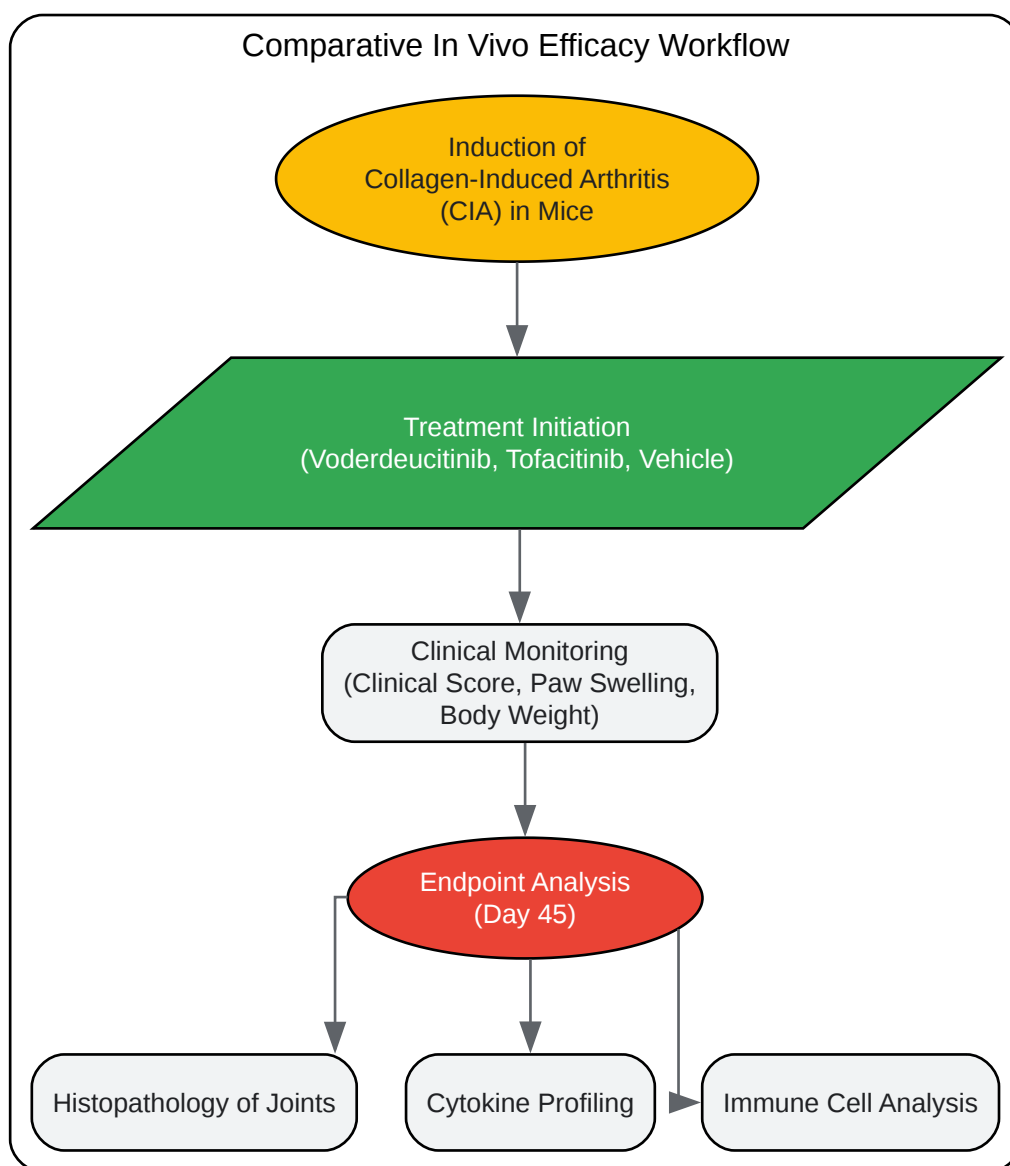 Comparative In Vivo Efficacy Workflow
Induction of
Collagen-Induced Arthritis
(CIA) in Mice
Treatment Initiation
(Voderdeucitinib, Tofacitinib, Vehicle)
Clinical Monitoring
(Clinical Score, Paw Swelling,
Body Weight)
Endpoint Analysis
(Day 45)
Histopathology of Joints
Cytokine Profiling
Immune Cell Analysis